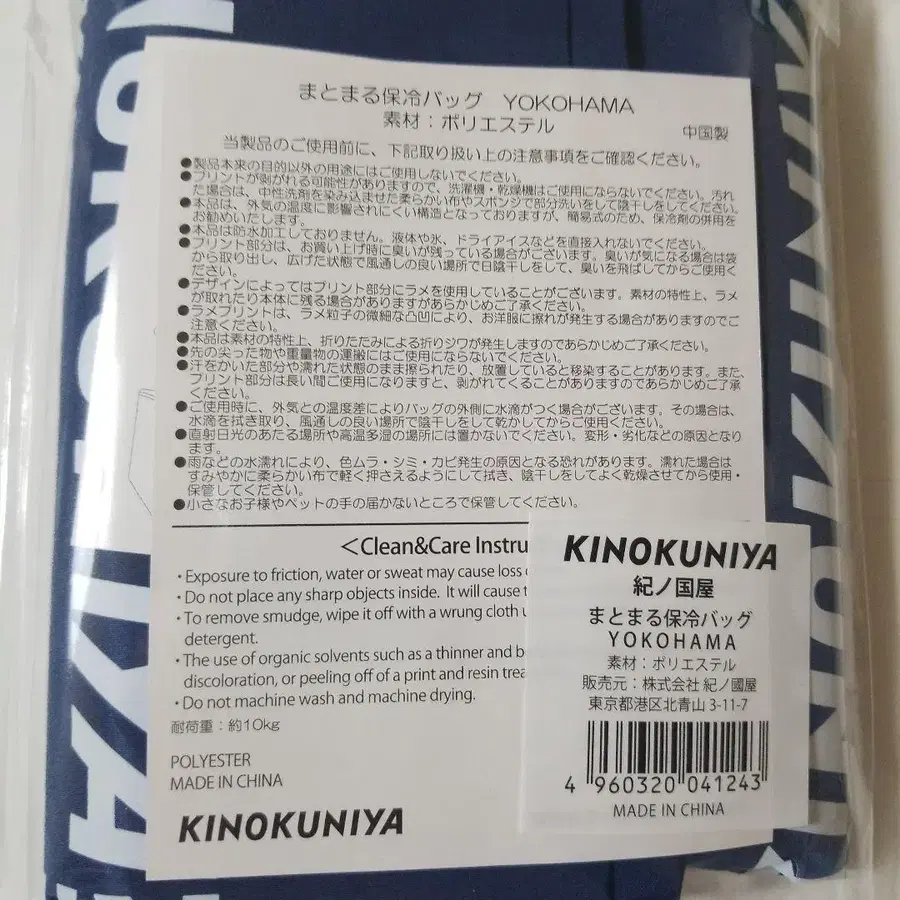 まとまる保冷バッグ YOKOHAMA
素材：ポリエステル
中国製
当製品のご使用前に、下記取り扱い上の注意事項をご確認ください。
●製品本来の目的以外の用途にはご使用しないでください。
●プリントが剥がれる可能性がありますので、洗濯機・乾燥機はご使用にならないでください。汚れ
た場合は、中性洗剤を染み込ませた柔らかい布やスポンジで部分洗いをして陰干しをしてください。
●本品は、外気の温度に影響されにくい構造となっておりますが、簡易式のため、保冷剤の併用を
お勧めいたします。
●本品は防水加工しておりません。液体や氷、ドライアイスなどを直接入れないでください。
●プリント部分は、お買い上げ時に臭いが残っている場合がございます。臭いが気になる場合は袋
から取り出し、広げた状態で風通しの良い場所で日陰干しをして、臭いを飛ばしてからご使用く
ださい。
●デザインによってはプリント部分にラメを使用していることがございます。素材の特性上、ラメ
が取れたり本体に残る場合がありますがあらかじめご了承ください。
●ラメプリントは、ラメ粒子の微細な凸凹により、お洋服に擦れが発生する場合がありますのでご
注意ください。
●本品は素材の特性上、折りたたみによる折りジワが発生しますのであらかじめご了承ください。
●先の尖った物や重量物の運搬にはご使用にならないでください。
●汗をかいた部分や濡れた状態のまま擦られたり、放置していると移染することがあります。また、
プリント部分は長い間ご使用になりますと、剥がれてくることがありますのであらかじめご了承
ください。
●ご使用時に、外気との温度差によりバッグの外側に水滴がつく場合がございます。その場合は、
水滴を拭き取り、風通しの良い場所で陰干しをして乾かしてからご使用ください。
●直射日光のあたる場所や高温多湿の場所には置かないでください。変形・劣化などの原因となり
ます。
●雨などの水濡れにより、色ムラ・シミ・カビ発生の原因となる恐れがあります。濡れた場合は
すみやかに柔らかい布で軽く押さえるようにして拭き、陰干しをしてよく乾燥させてから使用・
保管してください。
●小さなお子様やペットの手の届かないところで保管してください。
＜Clean&Care Instru
・Exposure to friction, water or sweat may cause loss
・Do not place any sharp objects inside. It will cause
・To remove smudge, wipe it off with a wrung cloth
detergent.
・The use of organic solvents such as a thinner and
discoloration, or peeling off of a print and resin
・Do not machine wash and machine drying.
耐荷重：約10kg
POLYESTER
MADE IN CHINA
KINOKUNIYA
KINOKUNIYA
紀ノ国屋
まとまる保冷バッグ
YOKOHAMA
素材：ポリエステル
販売元：株式会社 紀ノ國屋
東京都港区北青山 3-11-7
4 960320 041243
MADE IN CHINA